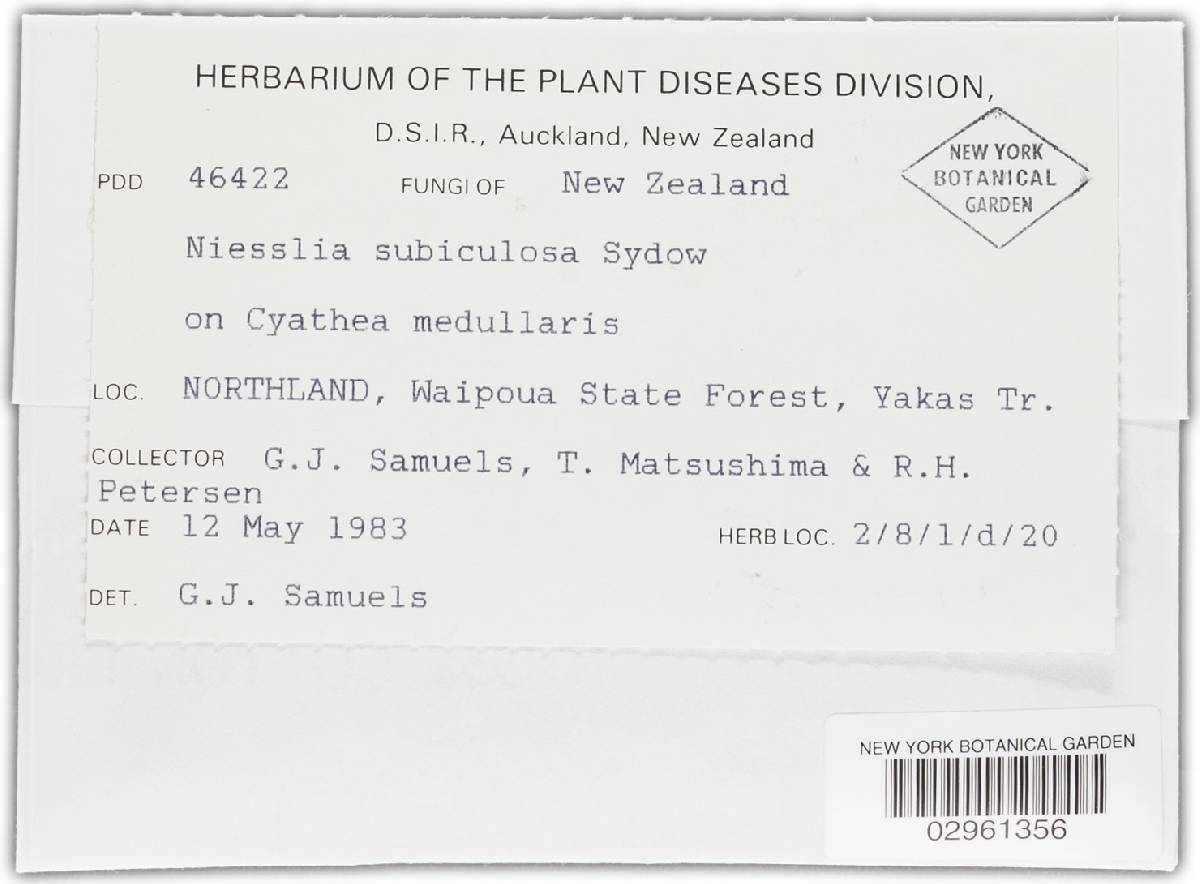 HERBARIUM OF THE PLANT DISEASES DIVISION,
D.S.I.R., Auckland, New Zealand
NEW YORK
BOTANICAL
GARDEN
PDD 46422 FUNGI OF New Zealand
Niesslia subiculosa Sydow
on Cyathea medullaris
LOC. NORTHLAND, Waipoua State Forest, Yakas Tr.
COLLECTOR G.J. Samuels, T. Matsushima & R.H.
Petersen
DATE 12 May 1983 HERB LOC. 2/8/1/d/20
DET. G.J. Samuels
NEW YORK BOTANICAL GARDEN
02961356